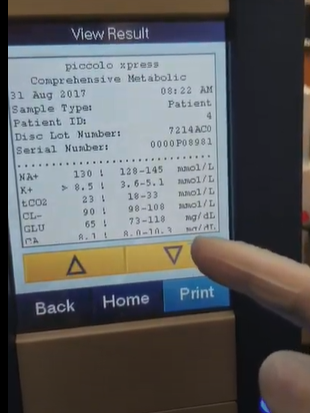 View Result
piccolo xpress
Comprehensive Metabolic
31 Aug 2017 08:22 AM
Sample Type: Patient
Patient ID: 4
Disc Lot Number: 7214AC0
Serial Number: 0000P08981
NA+ 130 128-145 mmol/L
K+ > 8.5 3.6-5.1 mmol/L
tCO2 23 18-33 mmol/L
CL- 90 98-108 mmol/L
GLU 65 73-118 mg/dL
CA 8.0-10.3 mg/dL
Back Home Print